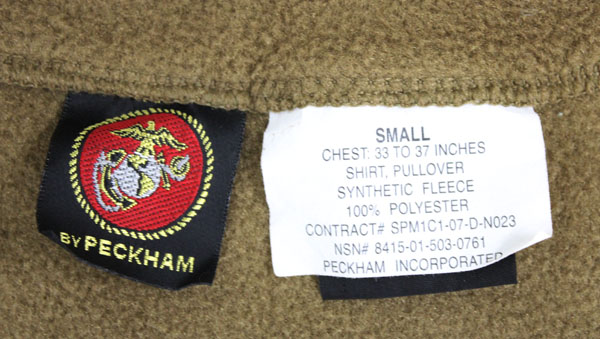 BY PECKHAM
SMALL
CHEST: 33 TO 37 INCHES
SHIRT, PULLOVER
SYNTHETIC FLEECE
100% POLYESTER
CONTRACT# SPM1C1-07-D-N023
NSN# 8415-01-503-0761
PECKHAM INCORPORATED